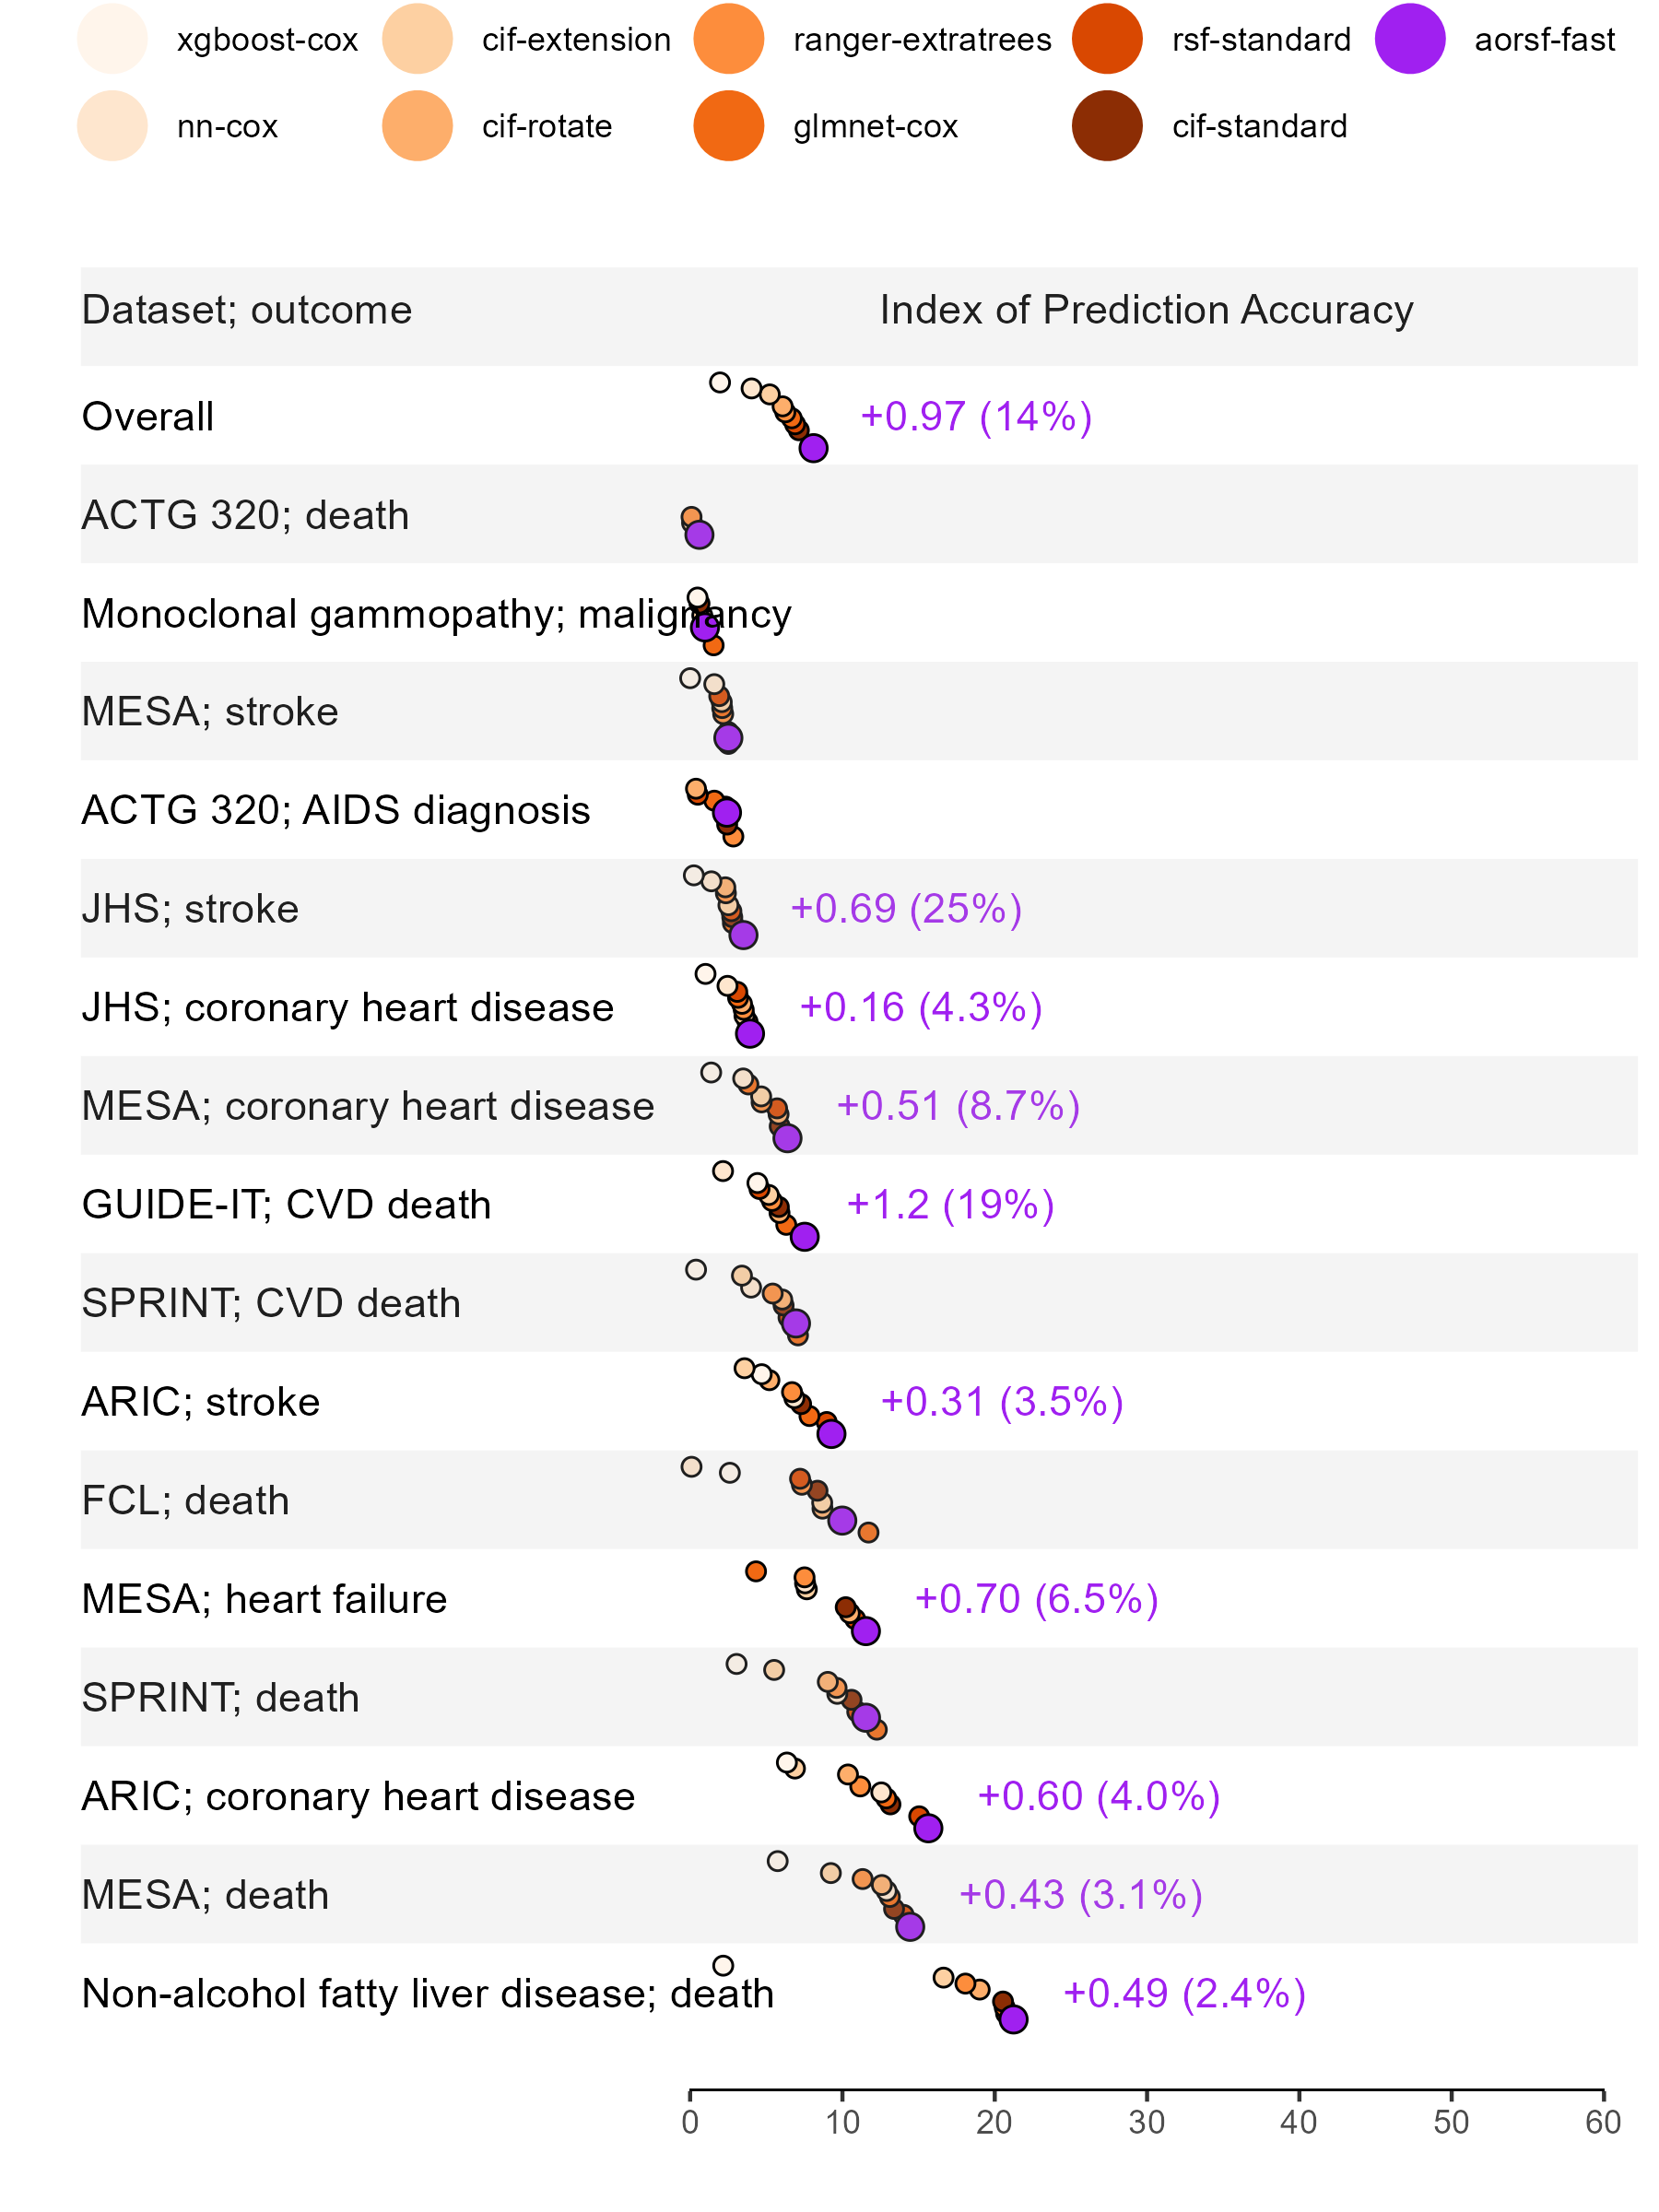 xgboost-cox cif-extension ranger-extratrees rsf-standard aorsf-fast
nn-cox cif-rotate glmnet-cox cif-standard
Dataset; outcome Index of Prediction Accuracy
Overall +0.97 (14%)
ACTG 320; death
Monoclonal gammopathy; malignancy
MESA; stroke
ACTG 320; AIDS diagnosis
JHS; stroke +0.69 (25%)
JHS; coronary heart disease +0.16 (4.3%)
MESA; coronary heart disease +0.51 (8.7%)
GUIDE-IT; CVD death +1.2 (19%)
SPRINT; CVD death
ARIC; stroke +0.31 (3.5%)
FCL; death
MESA; heart failure +0.70 (6.5%)
SPRINT; death
ARIC; coronary heart disease +0.60 (4.0%)
MESA; death +0.43 (3.1%)
Non-alcohol fatty liver disease; death +0.49 (2.4%)
0 10 20 30 40 50 60